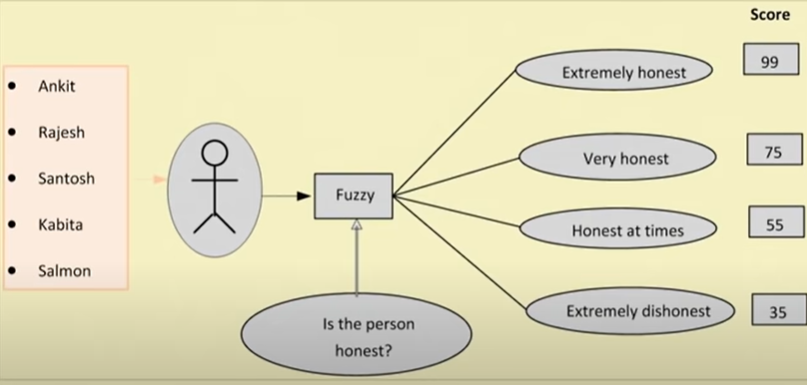 Score
Ankit
Rajesh
Santosh
Kabita
Salmon
Fuzzy
Is the person
honest?
Extremely honest
99
Very honest
75
Honest at times
55
Extremely dishonest
35